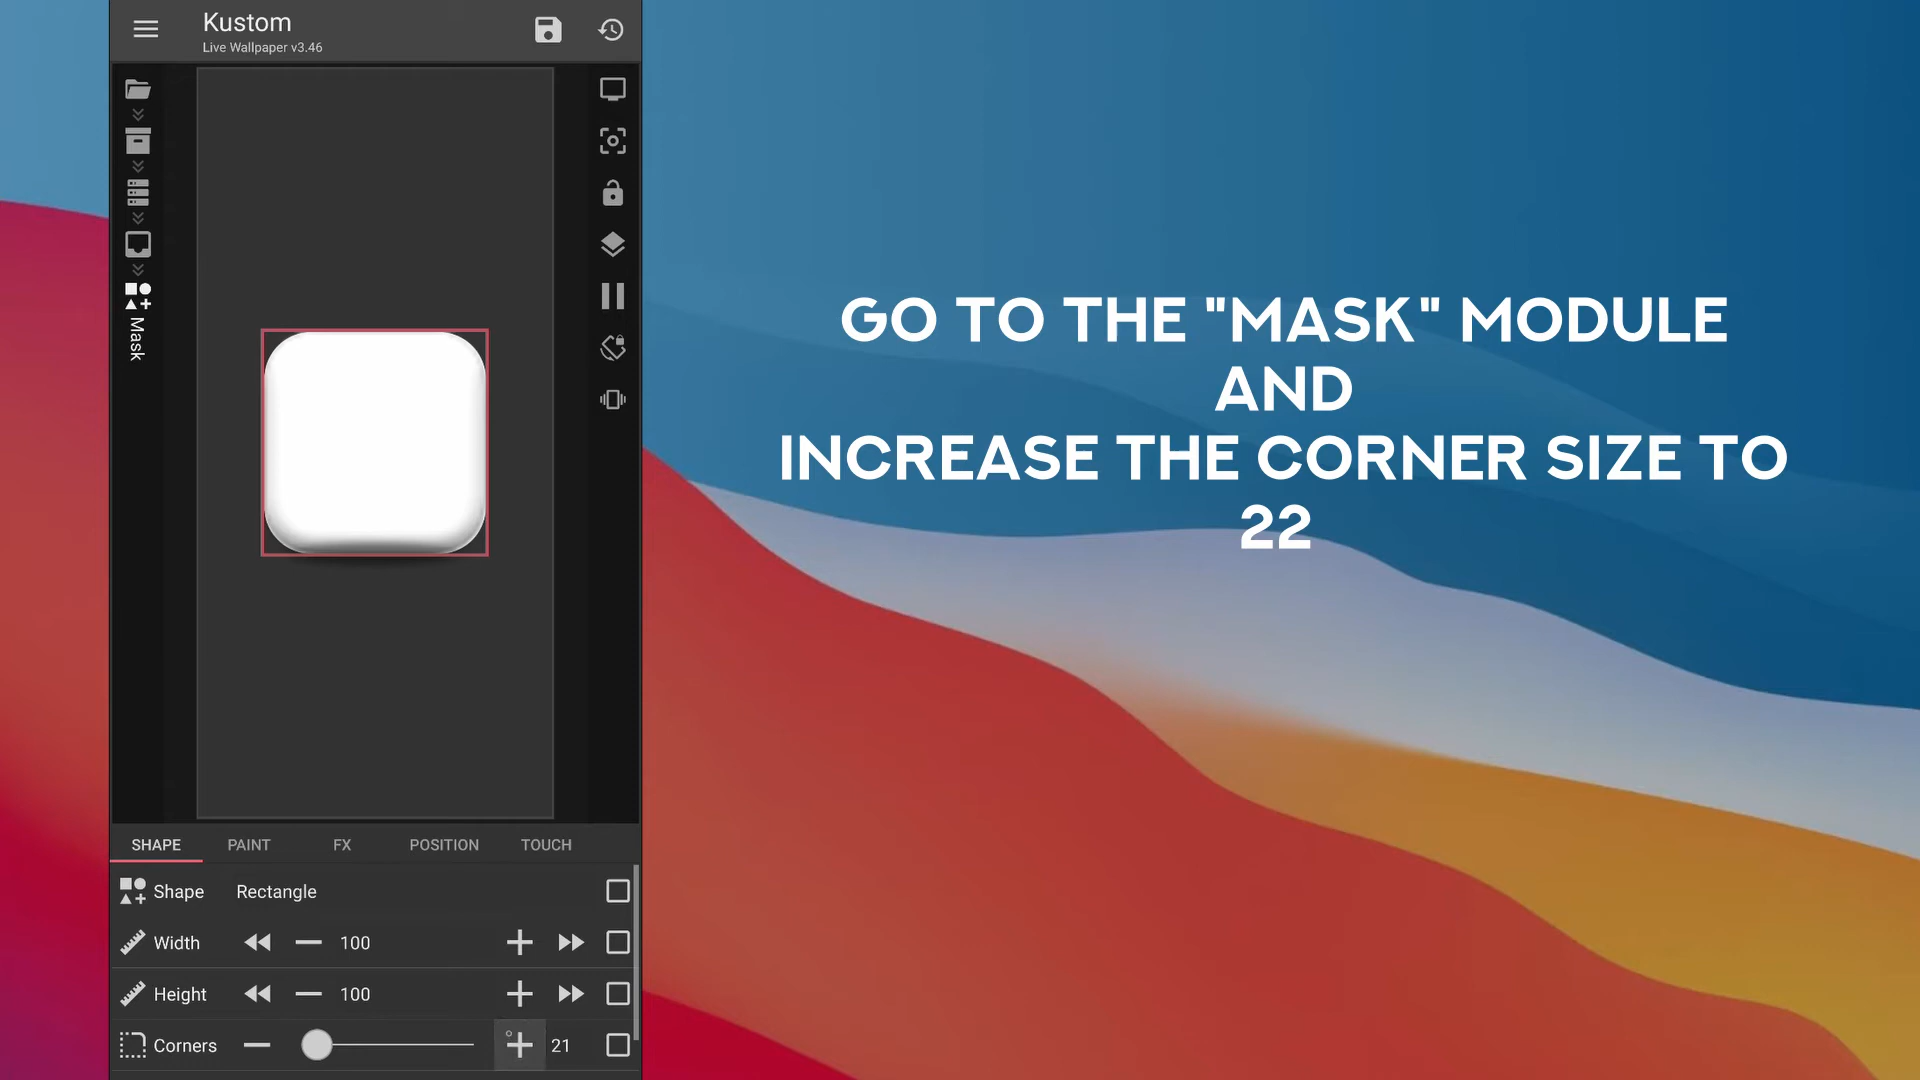 Kustom
Live Wallpaper v3.46
Mask
GO TO THE "MASK" MODULE
AND
INCREASE THE CORNER SIZE TO
22
SHAPE PAINT FX POSITION TOUCH
Shape Rectangle
Width 100
Height 100
Corners 21